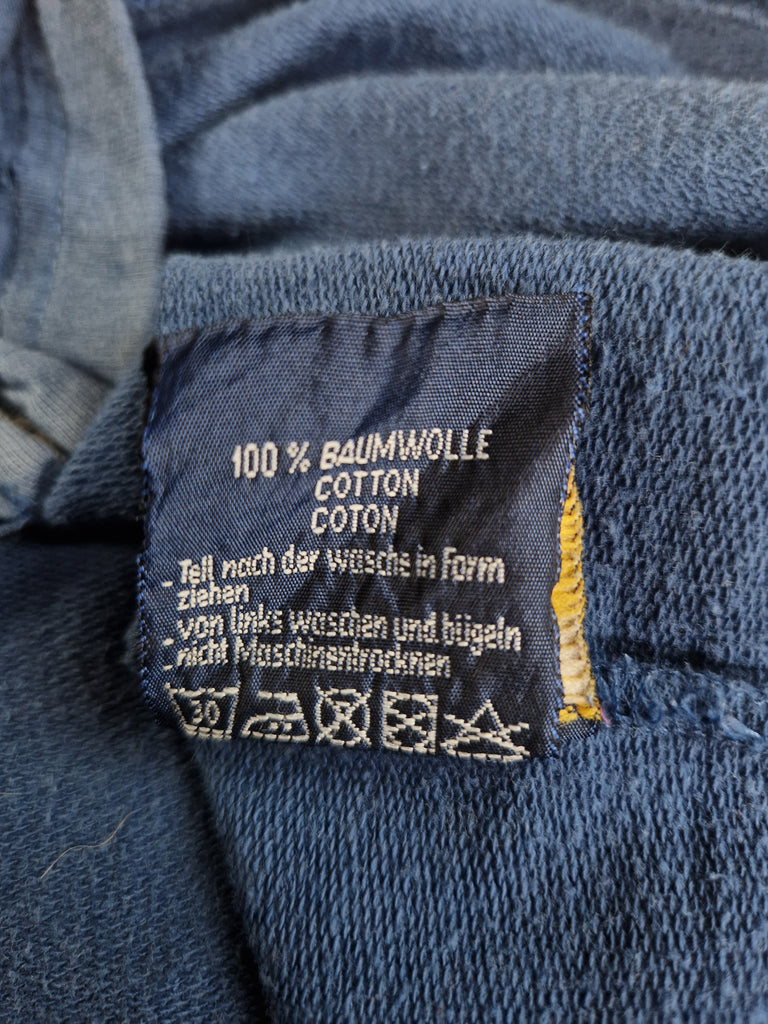 100 % BAUMWOLLE
COTTON
COTON
- Teil nach der wäsche in Form
ziehen
- von links waschen und bügeln
- nicht Maschinentrocknen
30